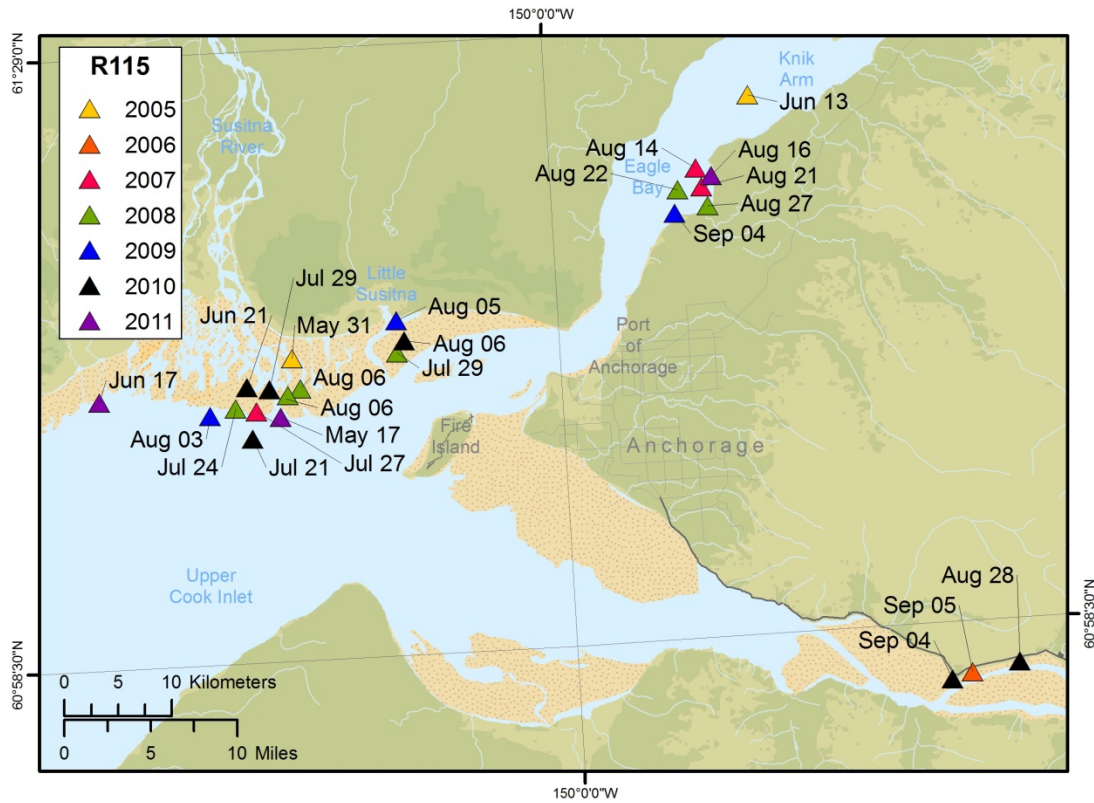 150°0'0"W
61°29'0"N
R115
2005
2006
2007
2008
2009
2010
2011
Susitna
River
Knik
Arm
Jun 13
Aug 14
Aug 16
Eagle
Bay
Aug 22
Aug 21
Aug 27
Sep 04
Jul 29
Little
Susitna
Jun 21
May 31
Aug 05
Aug 06
Jul 29
Port
of
Anchorage
Jun 17
Aug 06
Aug 06
Aug 03
May 17
Jul 24
Jul 21
Jul 27
Fire
Island
Anchorage
Upper
Cook Inlet
Aug 28
Sep 05
Sep 04
60°58'30"N
60°58'30"N
0 5 10 Kilometers
0 5 10 Miles
150°0'0"W